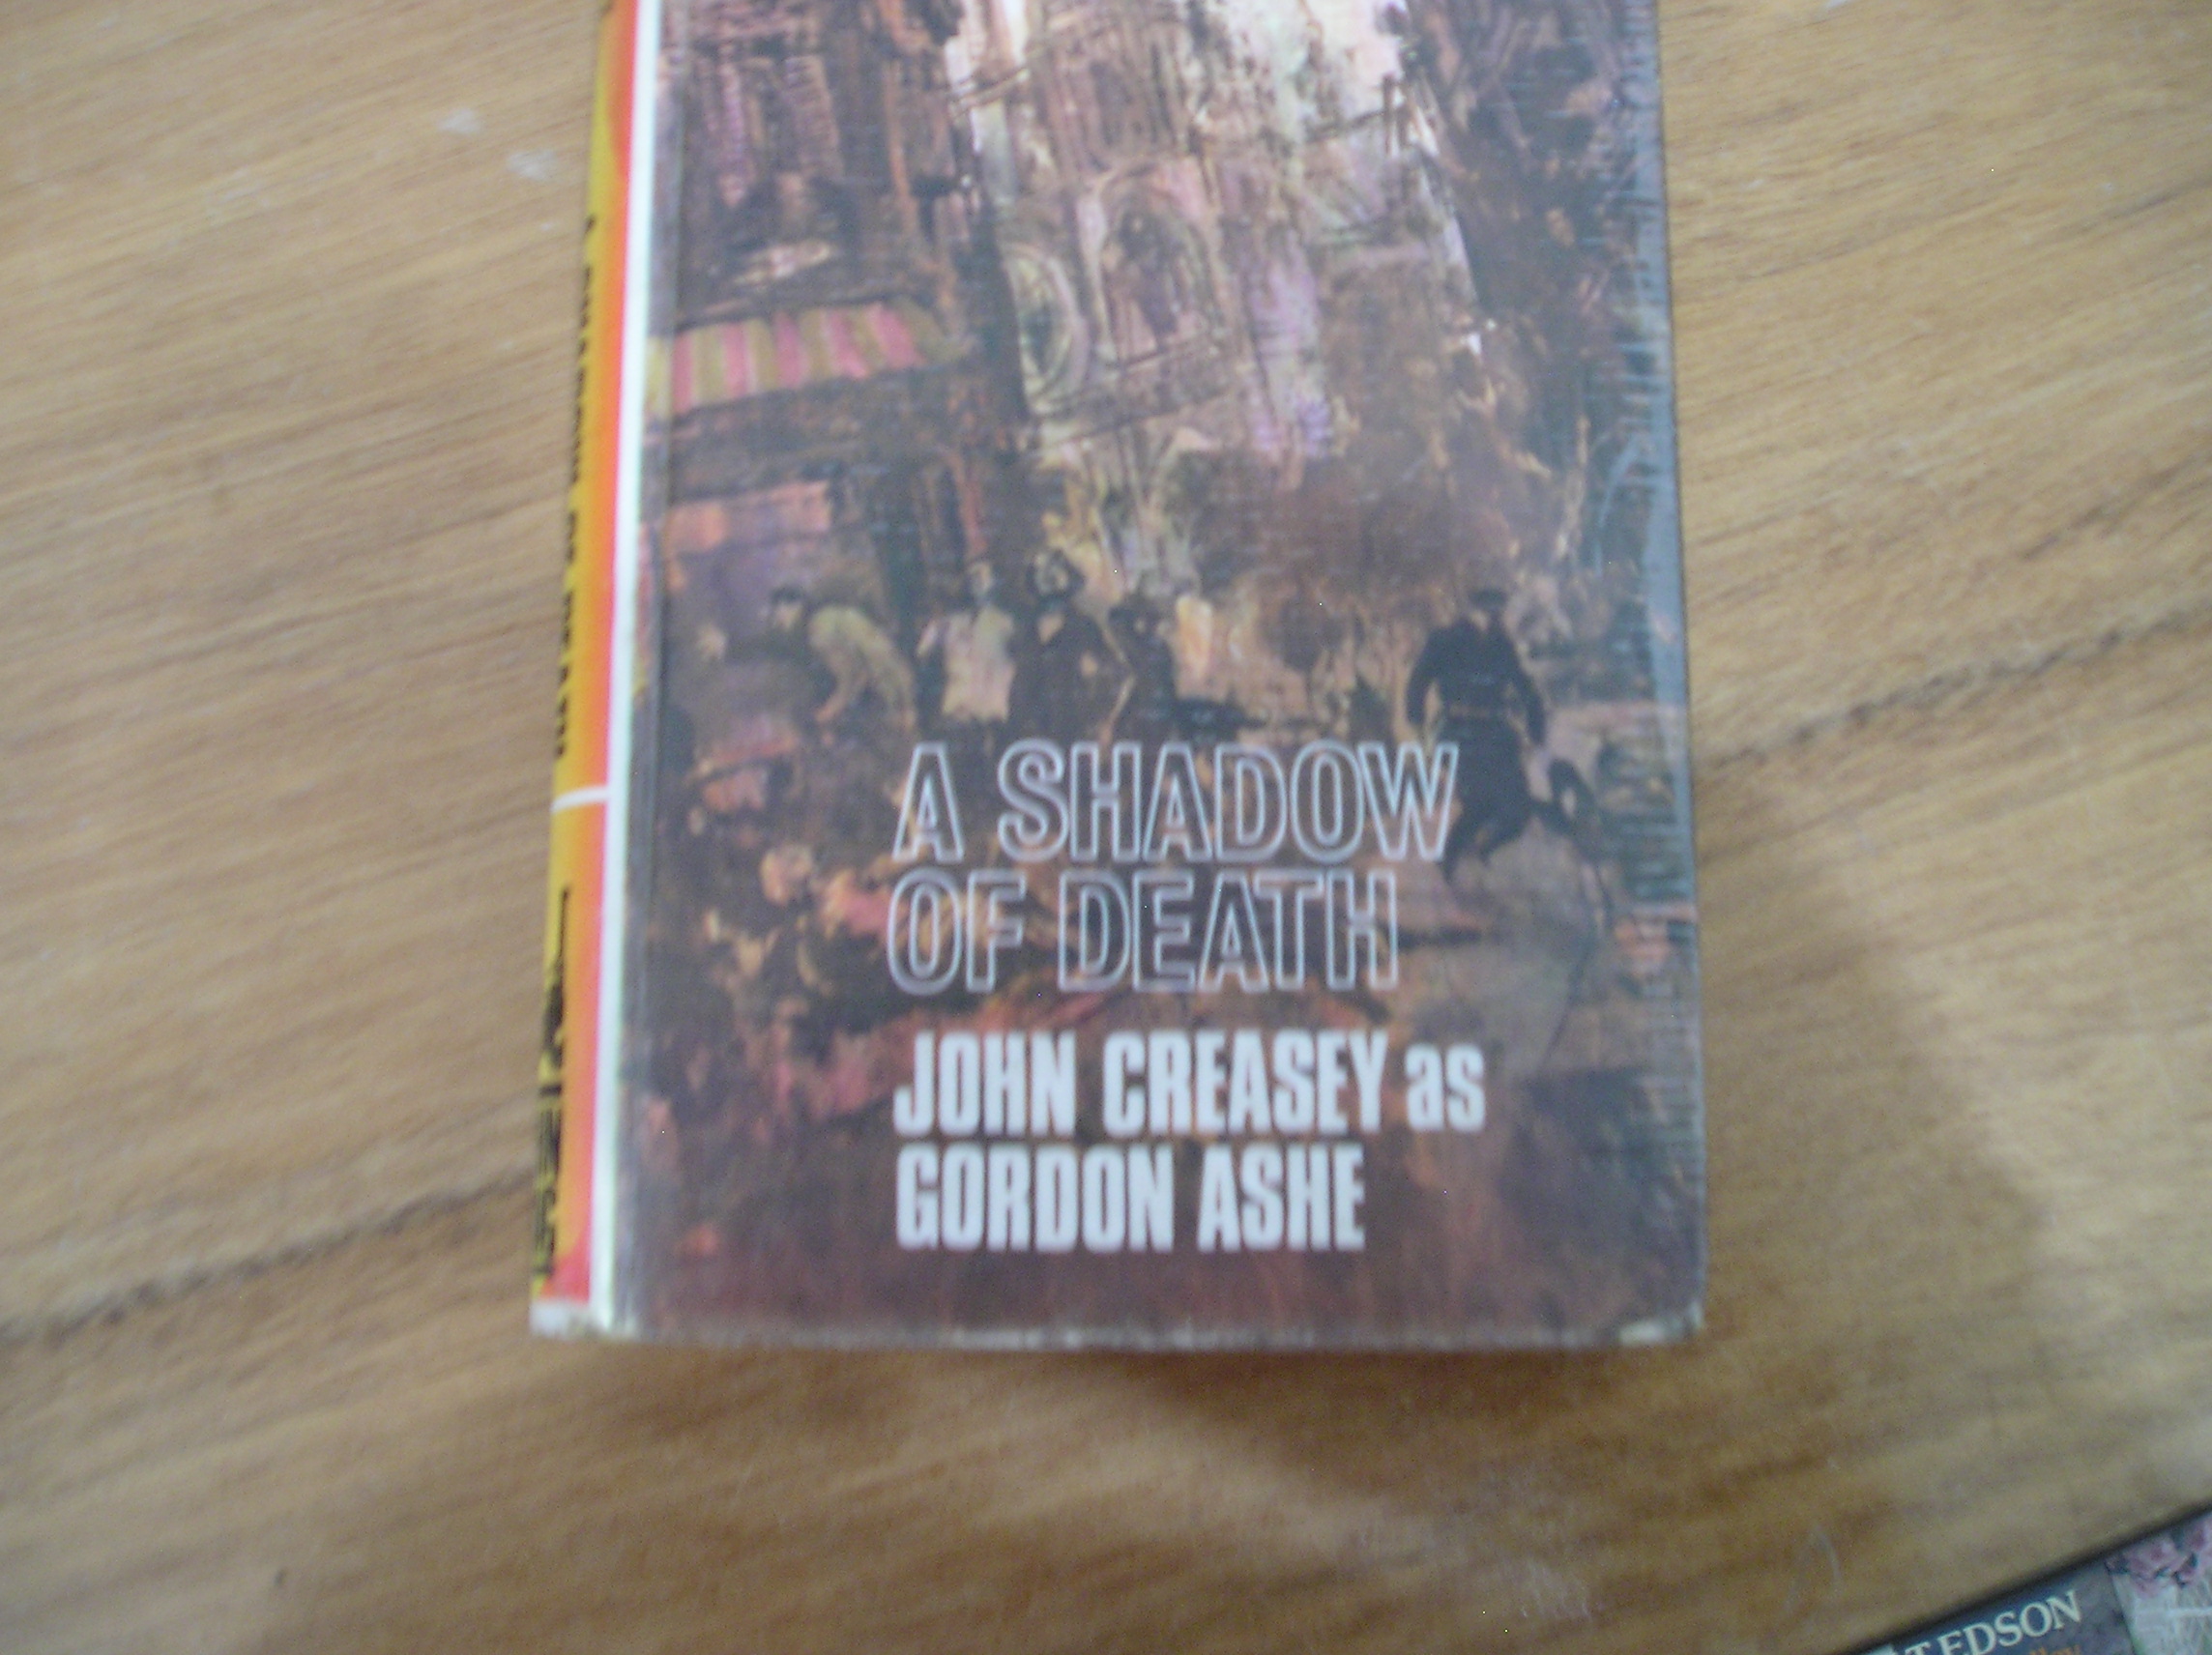 A SHADOW
OF DEATH
JOHN CREASEY as
GORDON ASHE
T. EDSON